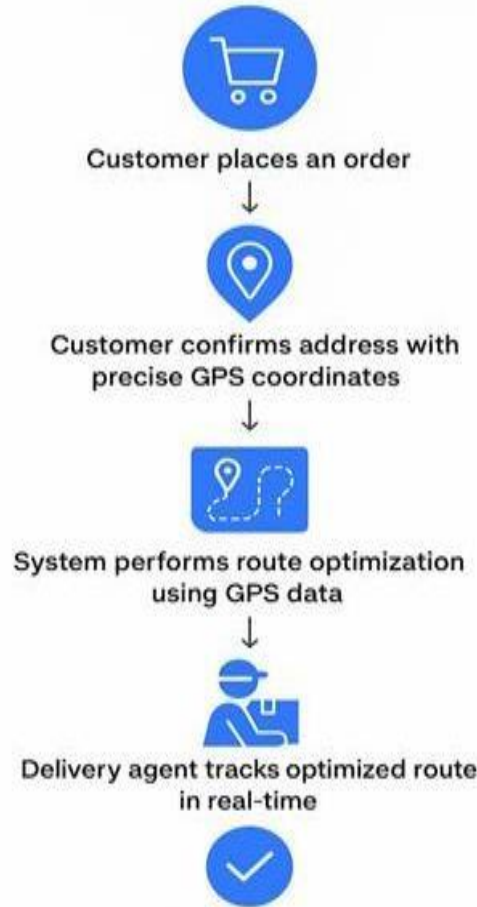 Customer places an order
Customer confirms address with
precise GPS coordinates
System performs route optimization
using GPS data
Delivery agent tracks optimized route
in real-time